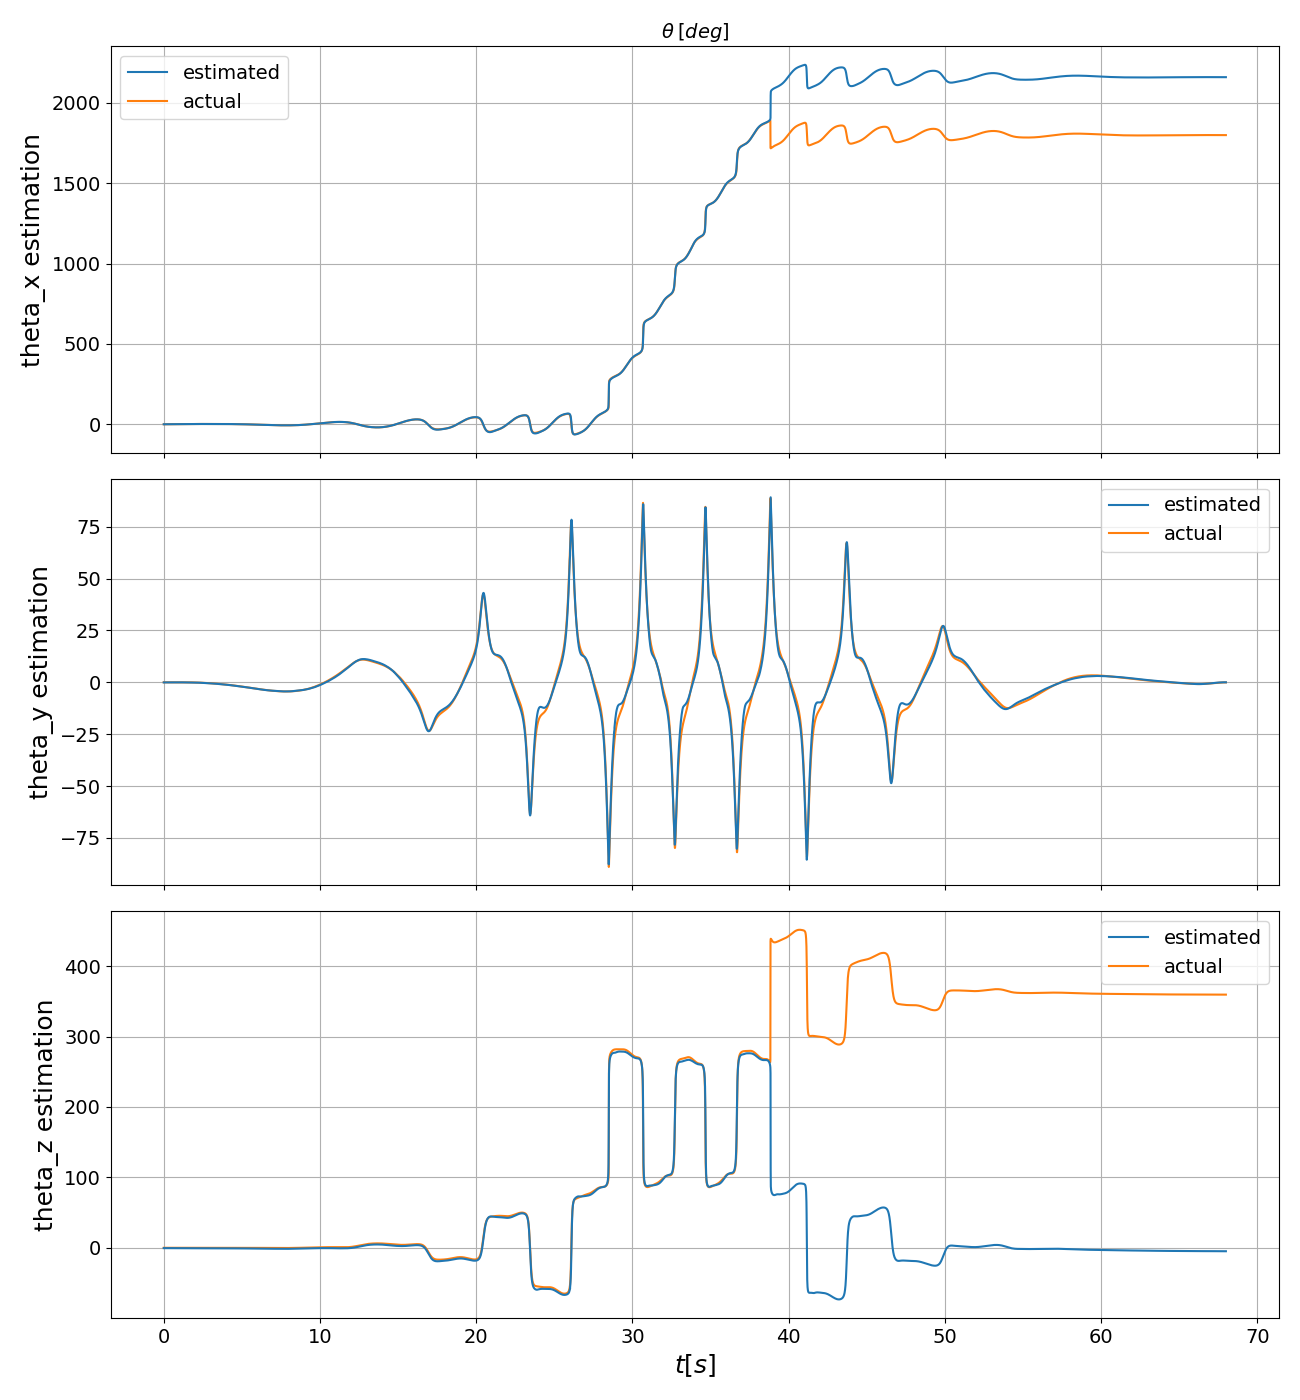 θ [deg]
estimated
actual
theta_x estimation
2000
1500
1000
500
0
estimated
actual
theta_y estimation
75
50
25
0
−25
−50
−75
estimated
actual
theta_z estimation
400
300
200
100
0
0 10 20 30 40 50 60 70
t[s]